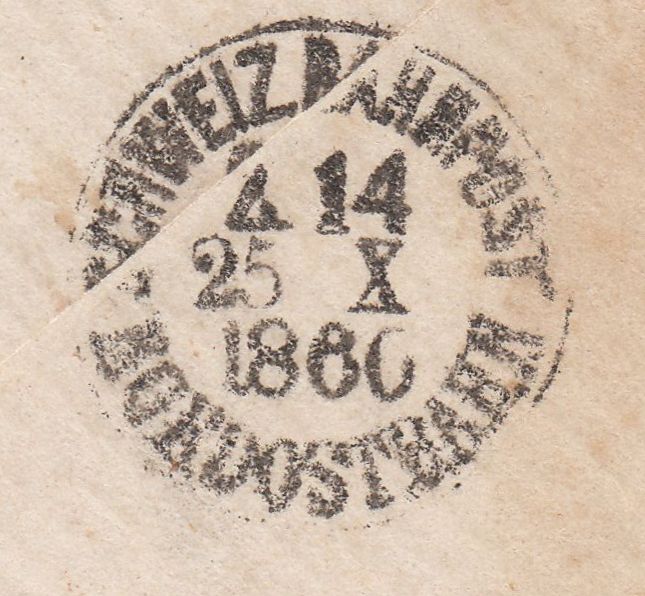 SCHWEIZ BAHNPOST
4 14
25 X
1880
NORDOSTBAHN